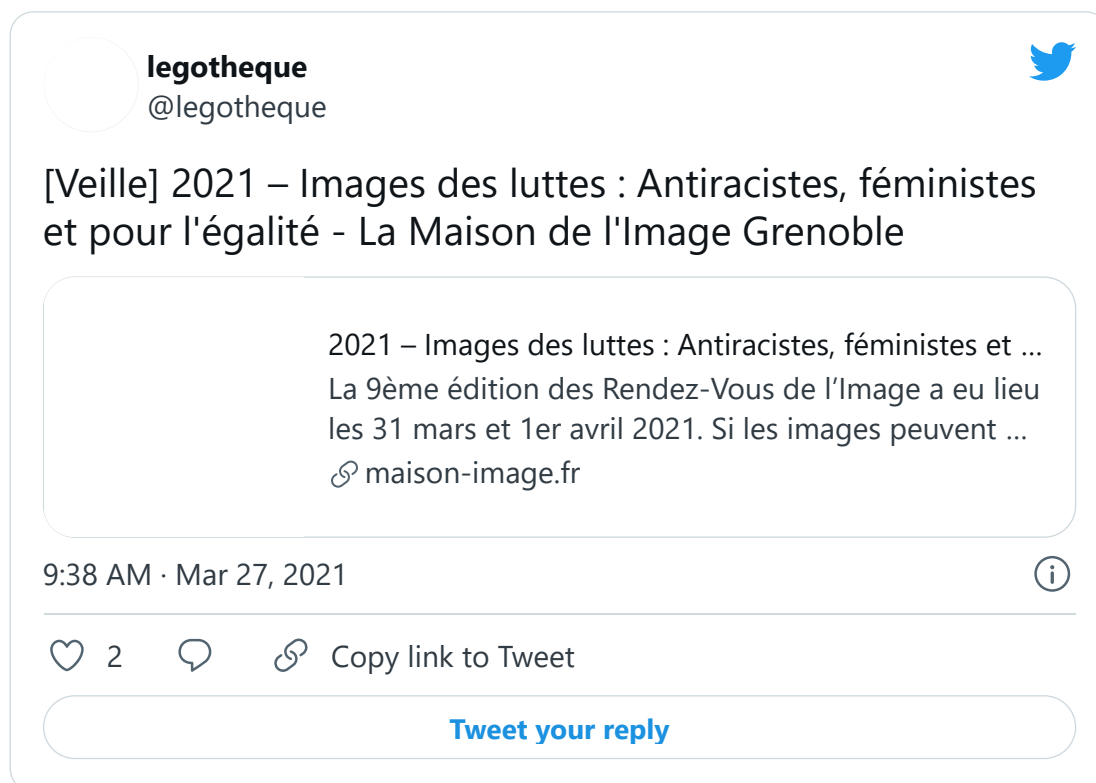 legotheque
@legotheque
[Veille] 2021 – Images des luttes : Antiracistes, féministes
et pour l'égalité - La Maison de l'Image Grenoble
2021 – Images des luttes : Antiracistes, féministes et ...
La 9ème édition des Rendez-Vous de l’Image a eu lieu
les 31 mars et 1er avril 2021. Si les images peuvent ...
maison-image.fr
9:38 AM · Mar 27, 2021
2 Copy link to Tweet
Tweet your reply